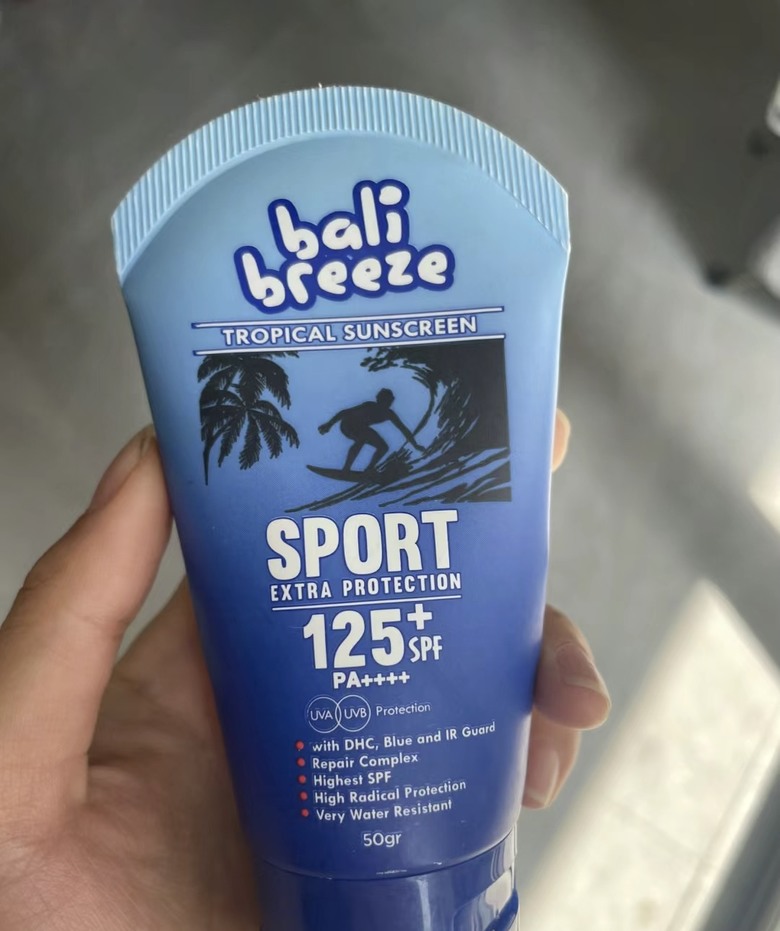 bali
breeze
TROPICAL SUNSCREEN
SPORT
EXTRA PROTECTION
125+ SPF
PA++++
UVA UVB Protection
with DHC, Blue and IR Guard
Repair Complex
Highest SPF
High Radical Protection
Very Water Resistant
50gr